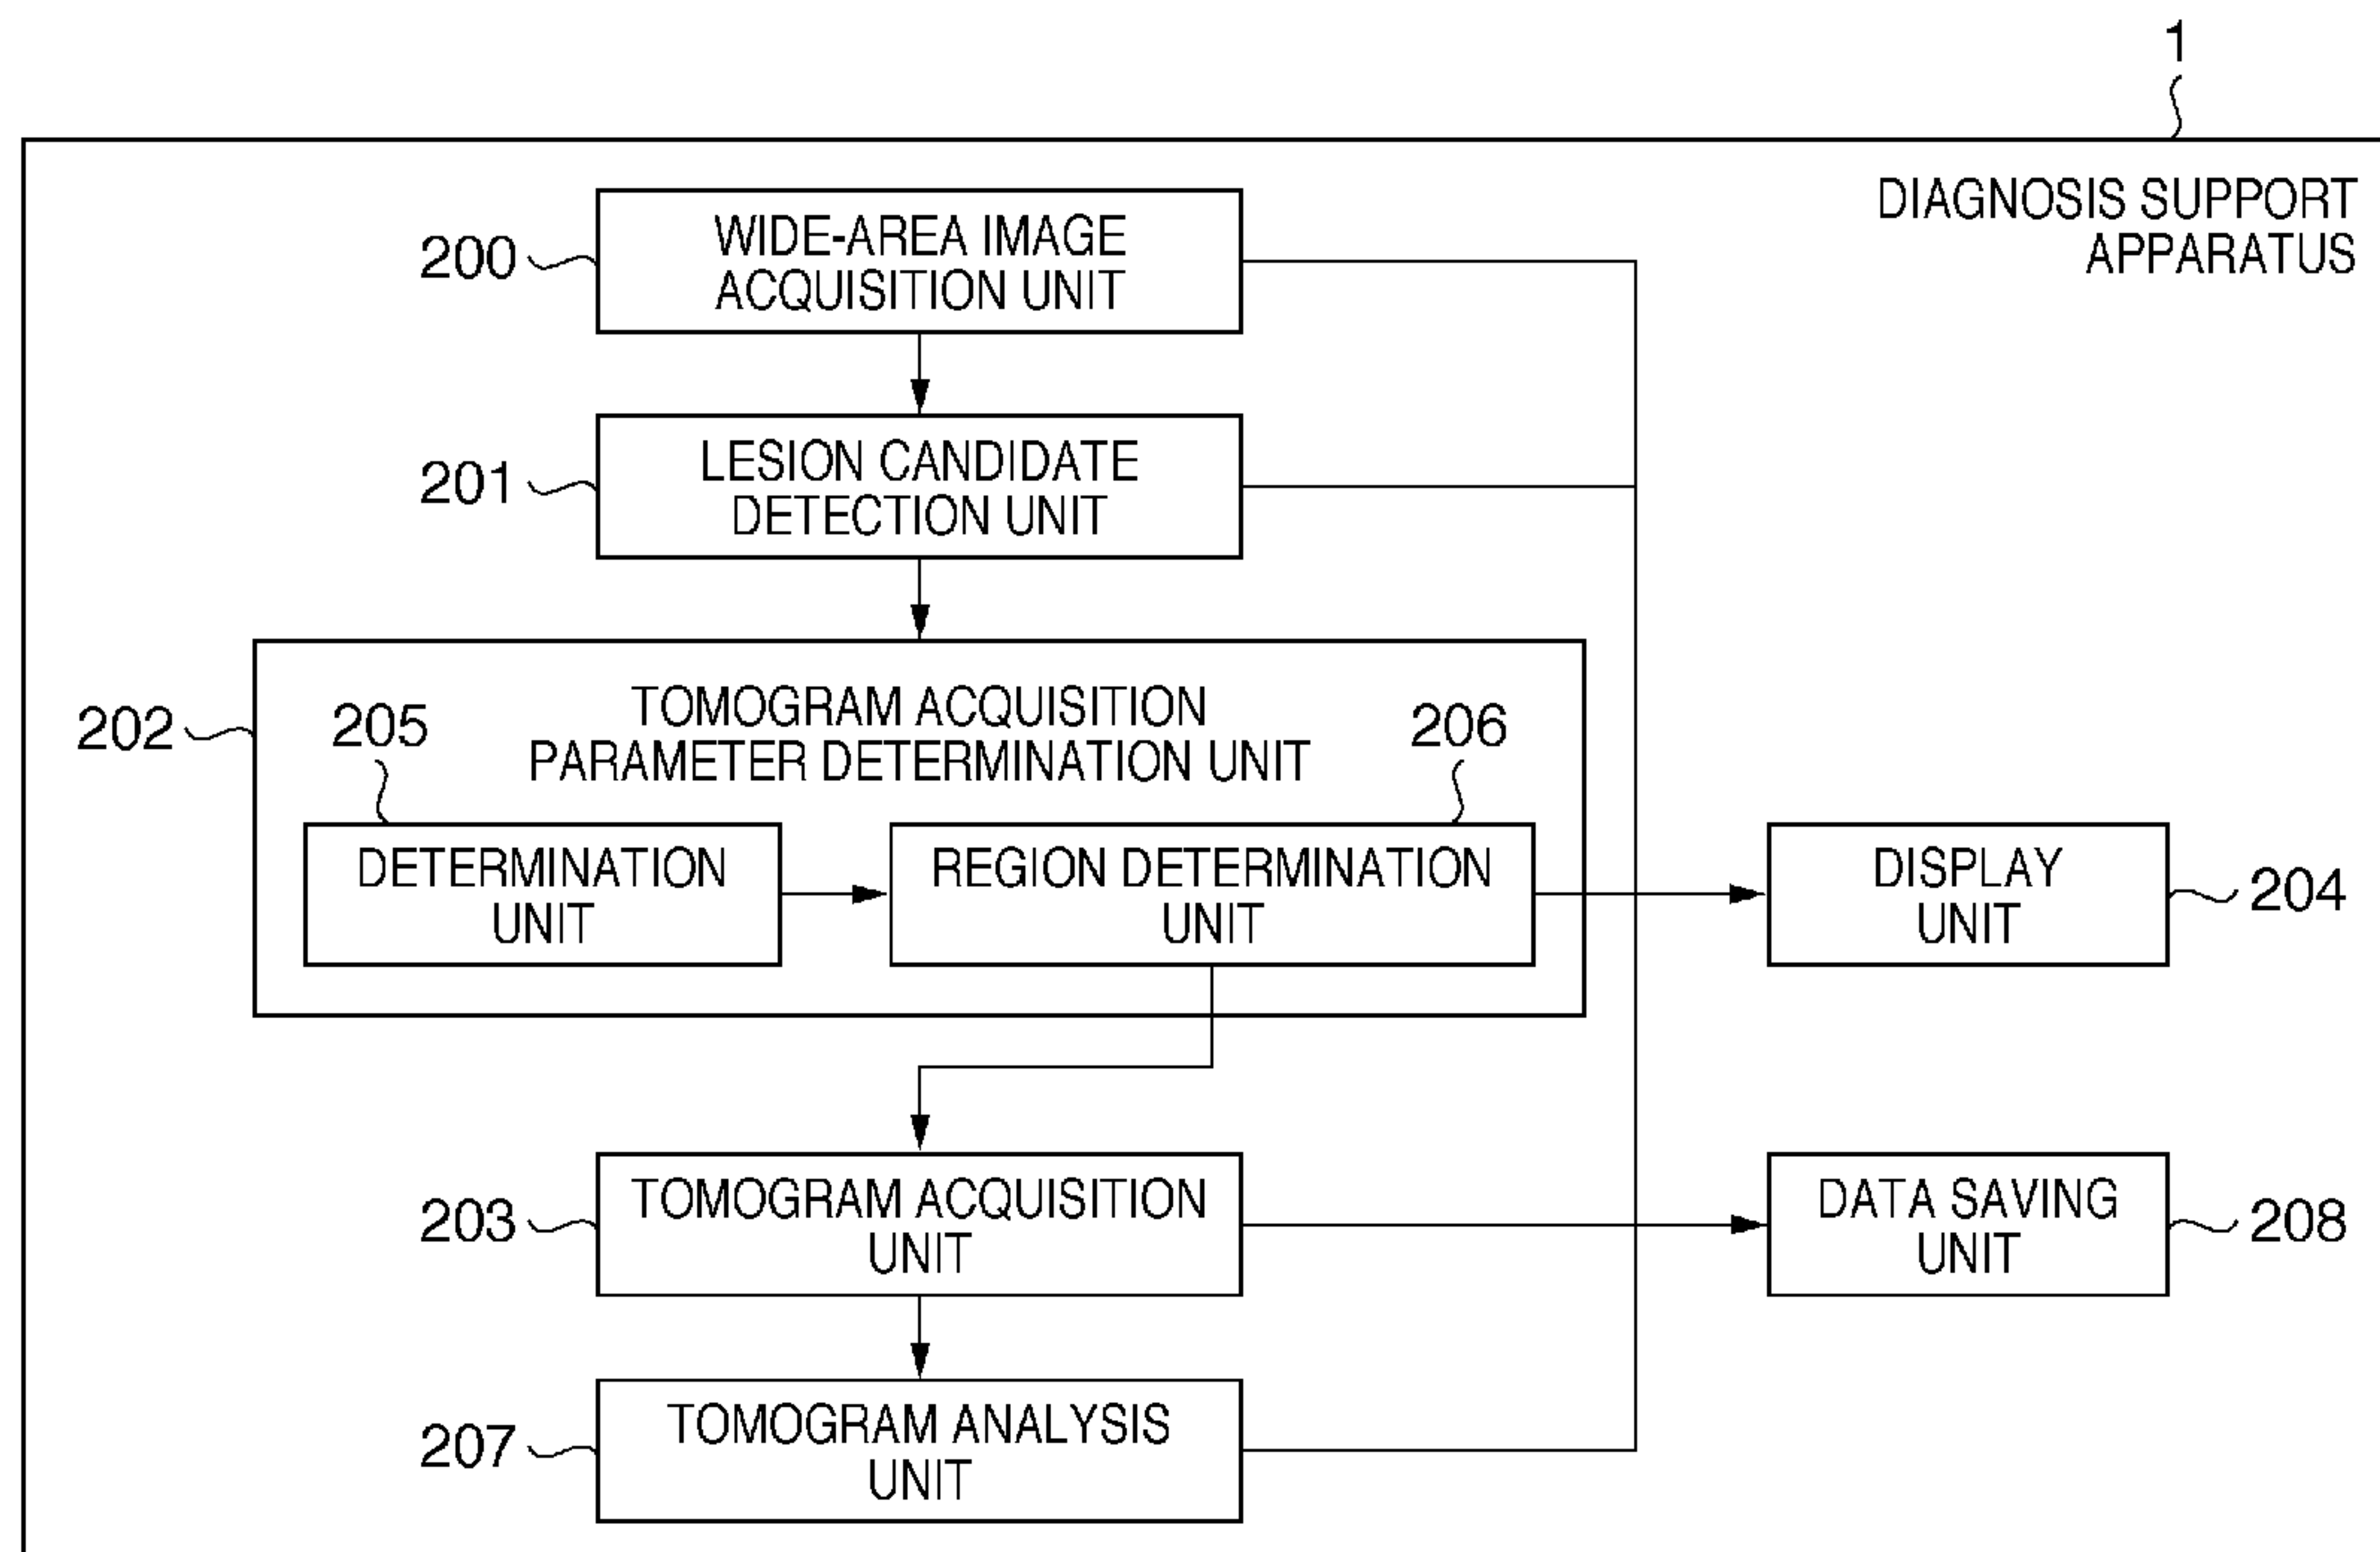 1
DIAGNOSIS SUPPORT
APPARATUS
200
WIDE-AREA IMAGE
ACQUISITION UNIT
201
LESION CANDIDATE
DETECTION UNIT
202
TOMOGRAM ACQUISITION
PARAMETER DETERMINATION UNIT
205
DETERMINATION
UNIT
206
REGION DETERMINATION
UNIT
DISPLAY
UNIT
204
203
TOMOGRAM ACQUISITION
UNIT
DATA SAVING
UNIT
208
207
TOMOGRAM ANALYSIS
UNIT